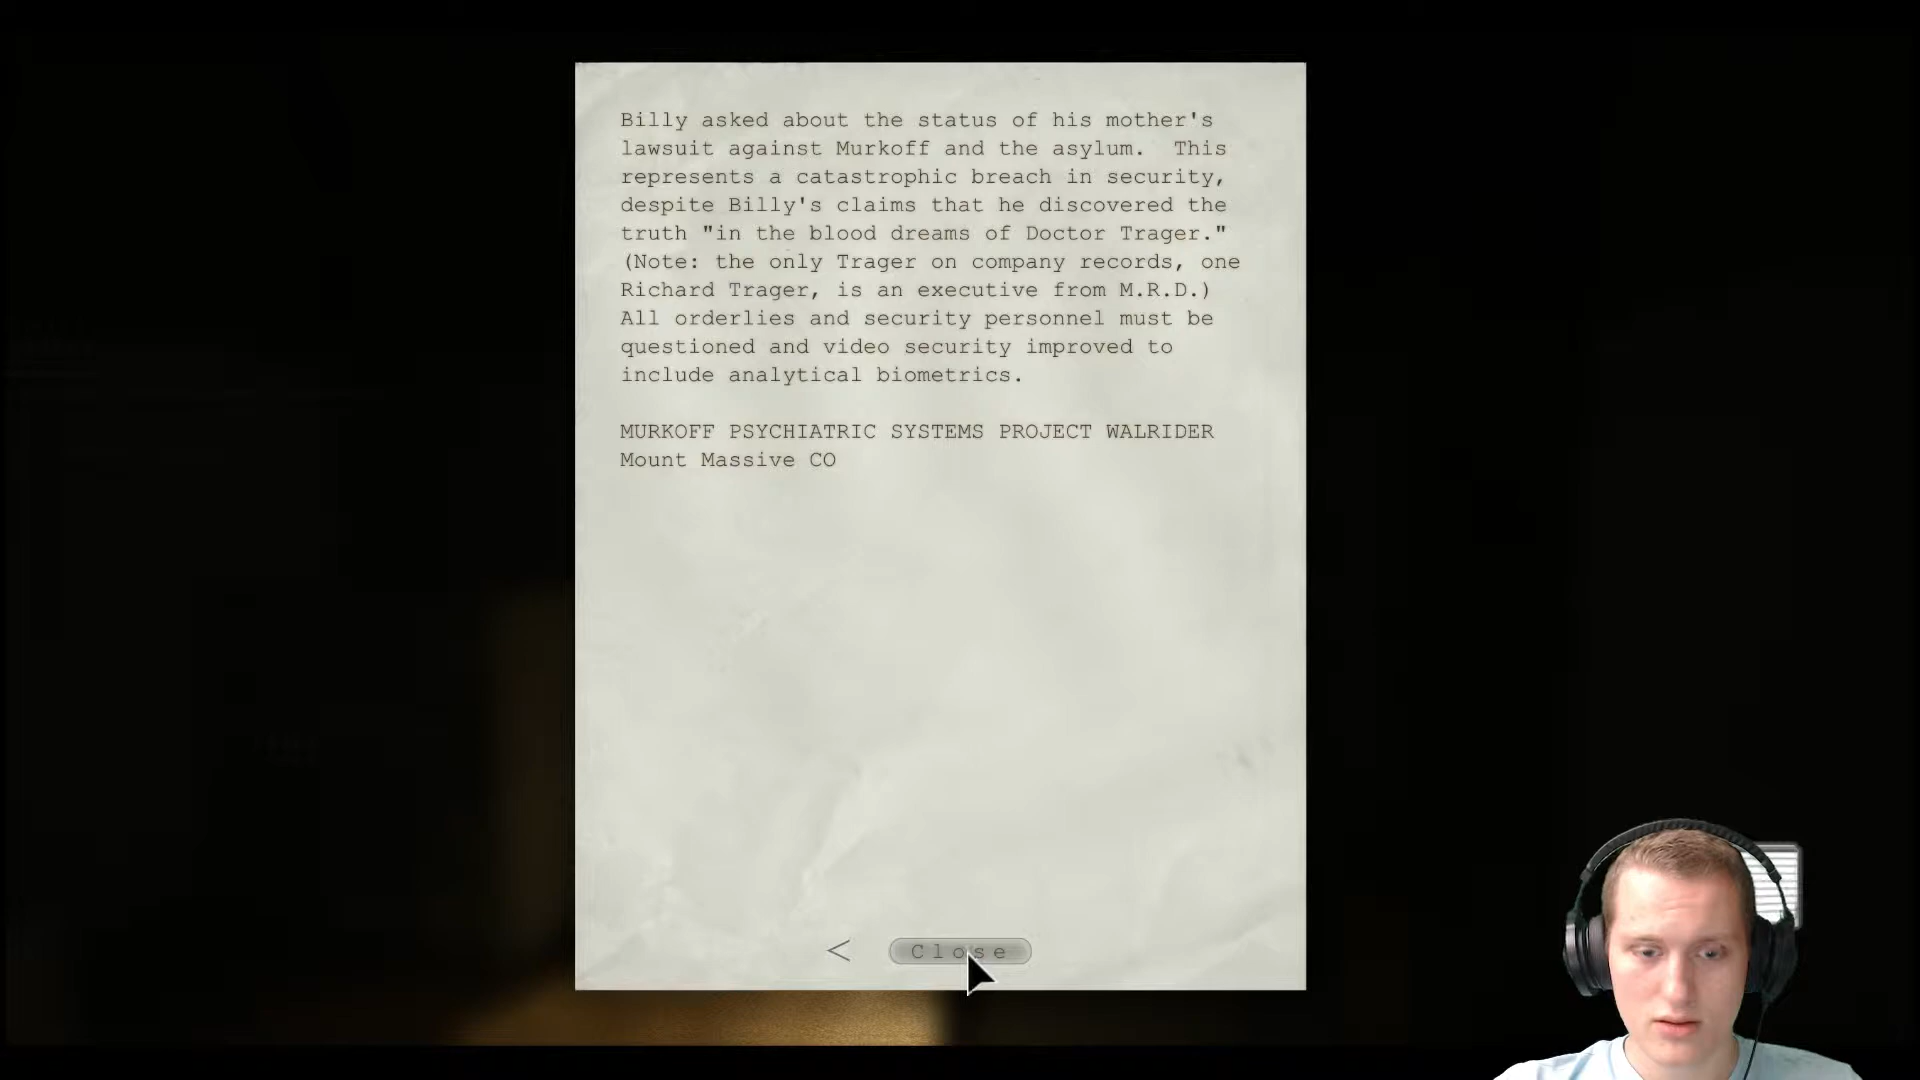 Billy asked about the status of his mother's
lawsuit against Murkoff and the asylum.  This
represents a catastrophic breach in security,
despite Billy's claims that he discovered the
truth "in the blood dreams of Doctor Trager."
(Note: the only Trager on company records, one
Richard Trager, is an executive from M.R.D.)
All orderlies and security personnel must be
questioned and video security improved to
include analytical biometrics.

MURKOFF PSYCHIATRIC SYSTEMS PROJECT WALRIDER
Mount Massive CO
< Close